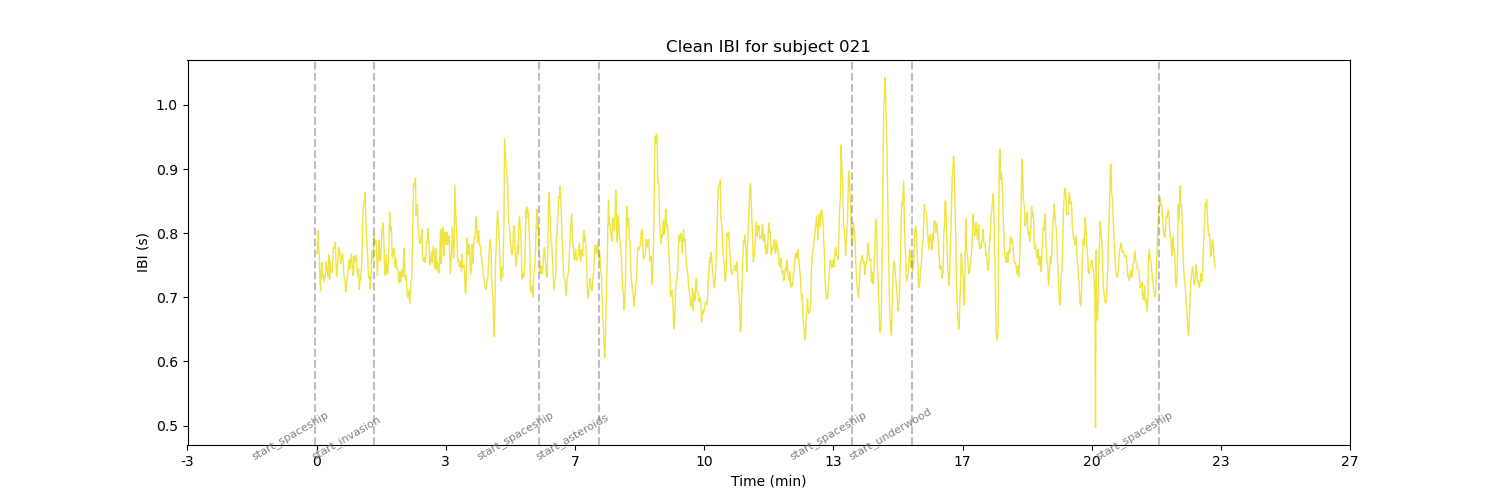 Clean IBI for subject 021
IBI (s)
1.0
0.9
0.8
0.7
0.6
0.5
start_spaceship
start_invasion
start_spaceship
start_asteroids
start_spaceship
start_underwood
start_spaceship
-3 0 3 7 10 13 17 20 23 27
Time (min)